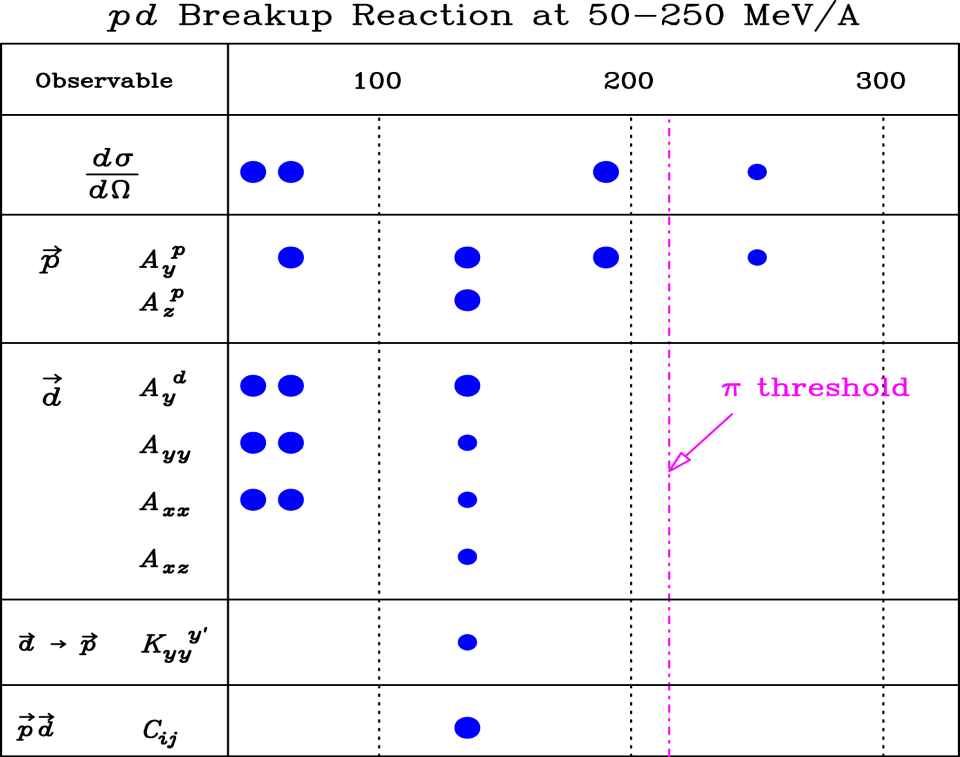 pd Breakup Reaction at 50−250 MeV/A
Observable 100 200 300
dσ
dΩ
p⃗ A_y^p
A_z^p
d⃗ A_y^d
π threshold
A_yy
A_xx
A_xz
d⃗ → p⃗ K_yy^y'
p⃗ d⃗ C_ij